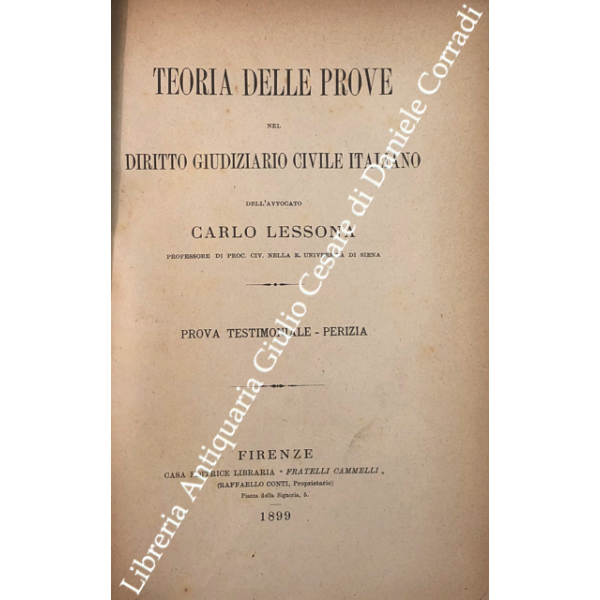 TEORIA DELLE PROVE
NEL
DIRITTO GIUDIZIARIO CIVILE ITALIANO
DELL'AVVOCATO
CARLO LESSONA
PROFESSORE DI PROC. CIV. NELLA R. UNIVERSITÀ DI SIENA
PROVA TESTIMONIALE - PERIZIA
FIRENZE
CASA EDITRICE LIBRARIA "FRATELLI CAMMELLI„
(RAFFAELLO CONTI, Proprietario)
Piazza della Signoria, 5.
1899
Libreria Antiquaria Giulio Cesare di Daniele Corradi